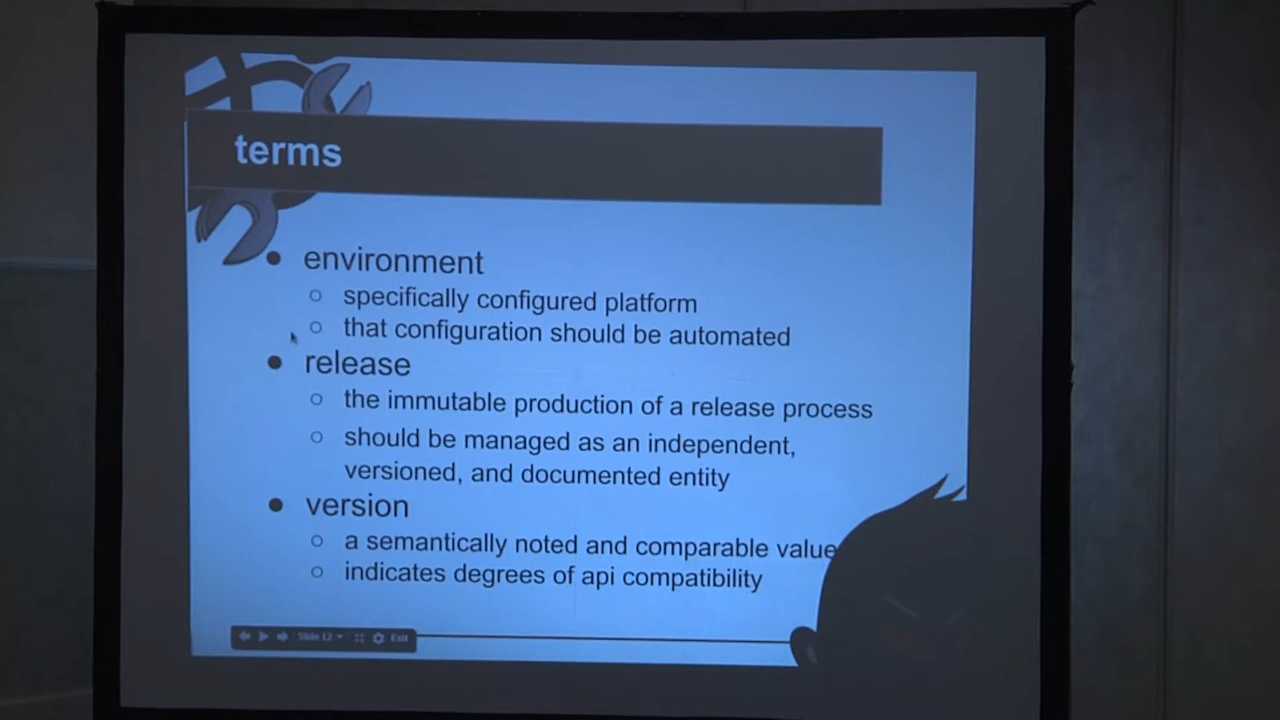 terms
environment
specifically configured platform
that configuration should be automated
release
the immutable production of a release process
should be managed as an independent,
versioned, and documented entity
version
a semantically noted and comparable value
indicates degrees of api compatibility
Slide 12
Exit